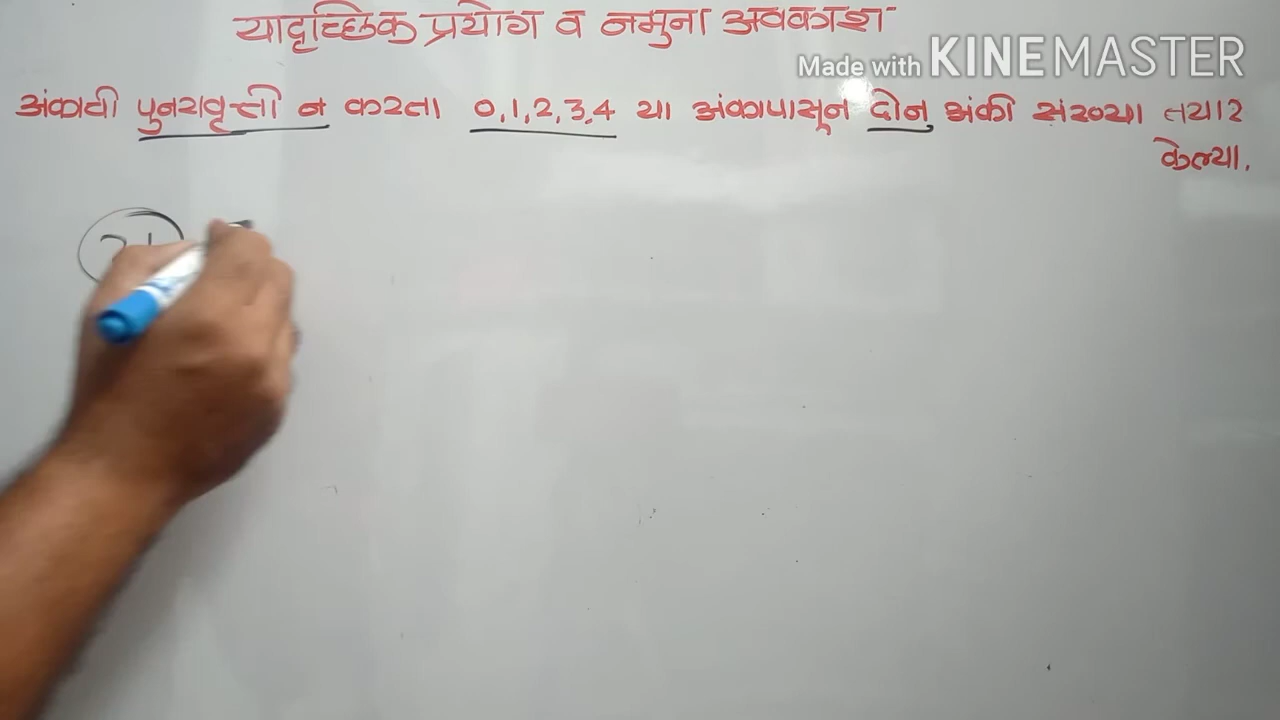 यादृच्छिक प्रयोग व नमुना अवकाश
Made with KINEMASTER
अंकाची पुनरावृत्ती न करता 0,1,2,3,4 या अंकापासून दोन अंकी संख्या तयार
केल्या.